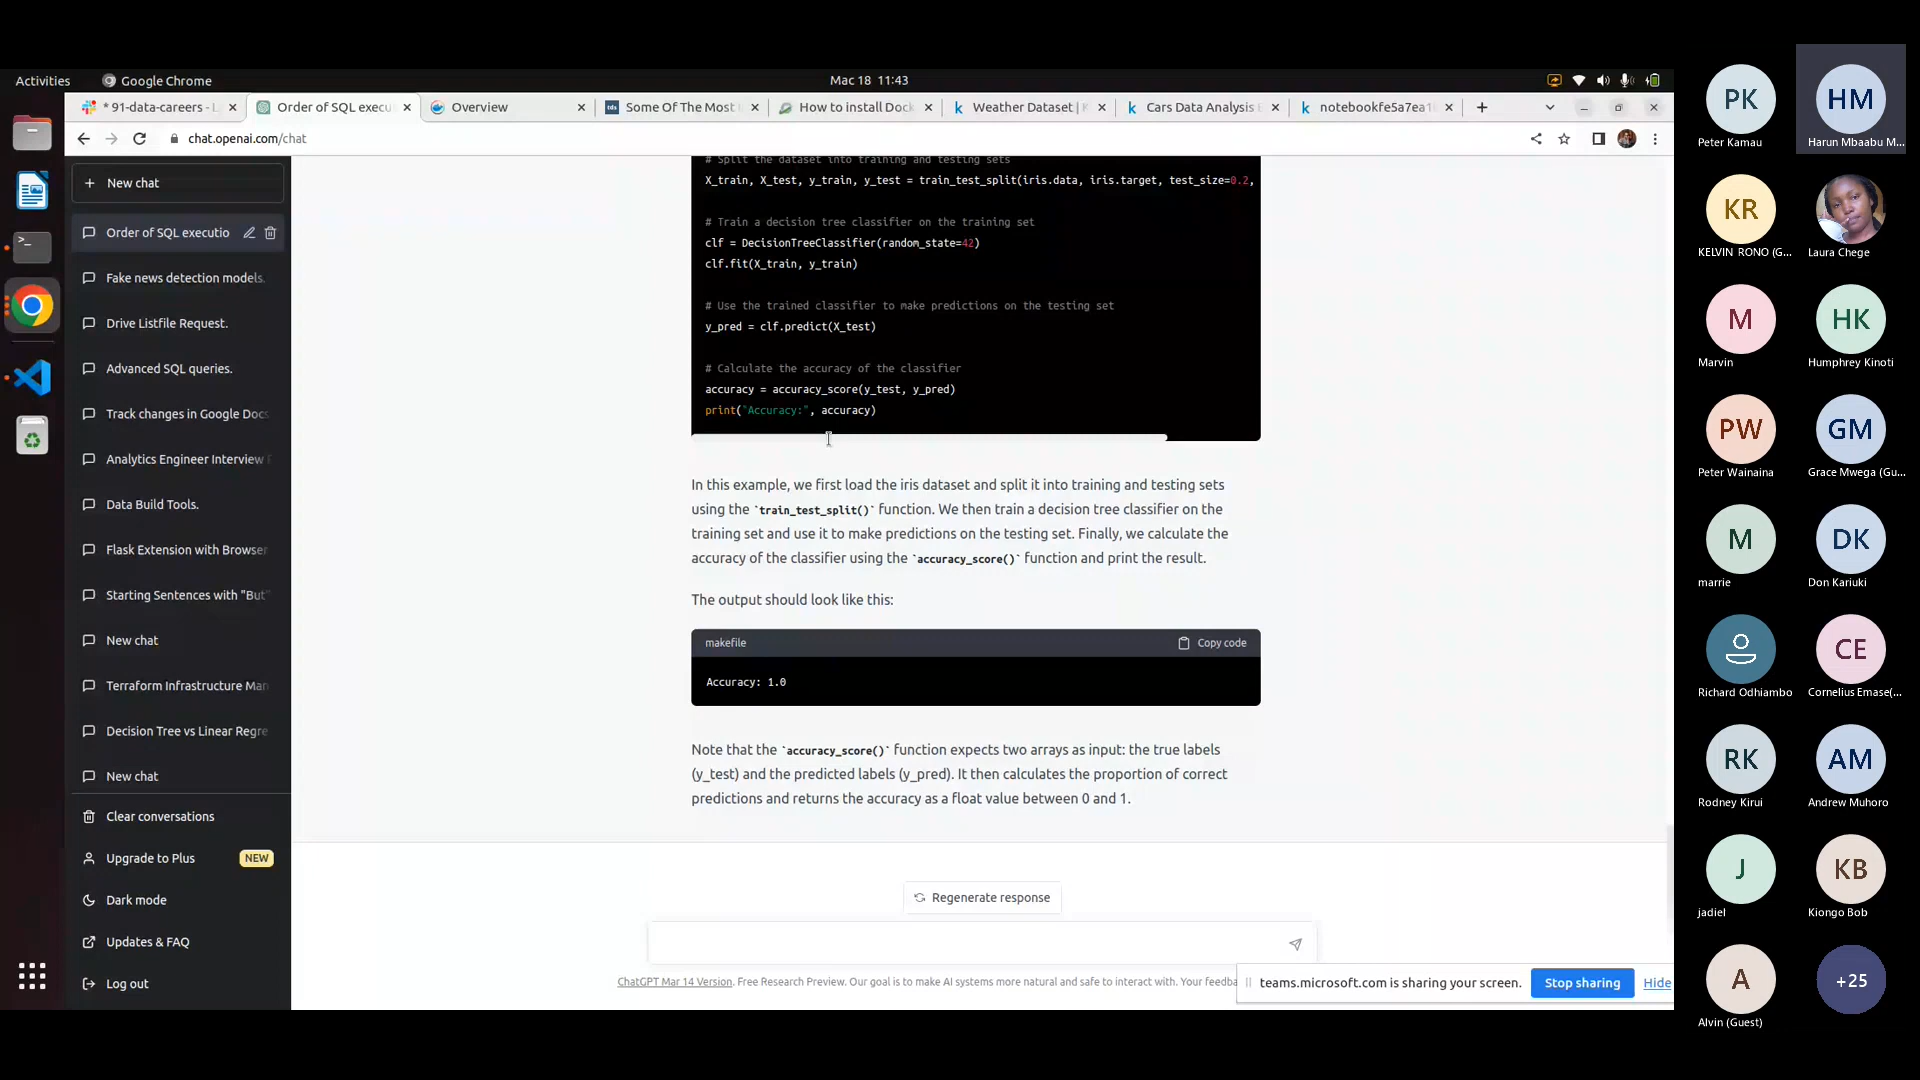 Activities
Google Chrome
Mac 18 11:43
* 91-data-careers - L
Order of SQL execu
Overview
Some Of The Most
How to install Dock
Weather Dataset | K
Cars Data Analysis E
notebookfe5a7ea1
chat.openai.com/chat
New chat
Order of SQL executio
Fake news detection models.
Drive Listfile Request.
Advanced SQL queries.
Track changes in Google Docs
Analytics Engineer Interview
Data Build Tools.
Flask Extension with Browser
Starting Sentences with "But"
New chat
Terraform Infrastructure Man
Decision Tree vs Linear Regre
New chat
Clear conversations
Upgrade to Plus NEW
Dark mode
Updates & FAQ
Log out
# Split the dataset into training and testing sets
X_train, X_test, y_train, y_test = train_test_split(iris.data, iris.target, test_size=0.2,
# Train a decision tree classifier on the training set
clf = DecisionTreeClassifier(random_state=42)
clf.fit(X_train, y_train)
# Use the trained classifier to make predictions on the testing set
y_pred = clf.predict(X_test)
# Calculate the accuracy of the classifier
accuracy = accuracy_score(y_test, y_pred)
print("Accuracy:", accuracy)
In this example, we first load the iris dataset and split it into training and testing sets
using the `train_test_split()` function. We then train a decision tree classifier on the
training set and use it to make predictions on the testing set. Finally, we calculate the
accuracy of the classifier using the `accuracy_score()` function and print the result.
The output should look like this:
makefile
Copy code
Accuracy: 1.0
Note that the `accuracy_score()` function expects two arrays as input: the true labels
(y_test) and the predicted labels (y_pred). It then calculates the proportion of correct
predictions and returns the accuracy as a float value between 0 and 1.
Regenerate response
ChatGPT Mar 14 Version. Free Research Preview. Our goal is to make AI systems more natural and safe to interact with. Your feedba
teams.microsoft.com is sharing your screen.
Stop sharing
Hide
PK
Peter Kamau
HM
Harun Mbaabu M...
KR
KELVIN RONO (G...
Laura Chege
M
Marvin
HK
Humphrey Kinoti
PW
Peter Wainaina
GM
Grace Mwega (Gu...
M
marrie
DK
Don Kariuki
Richard Odhiambo
CE
Cornelius Emase(...
RK
Rodney Kirui
AM
Andrew Muhoro
J
jadiel
KB
Kiongo Bob
A
Alvin (Guest)
+25